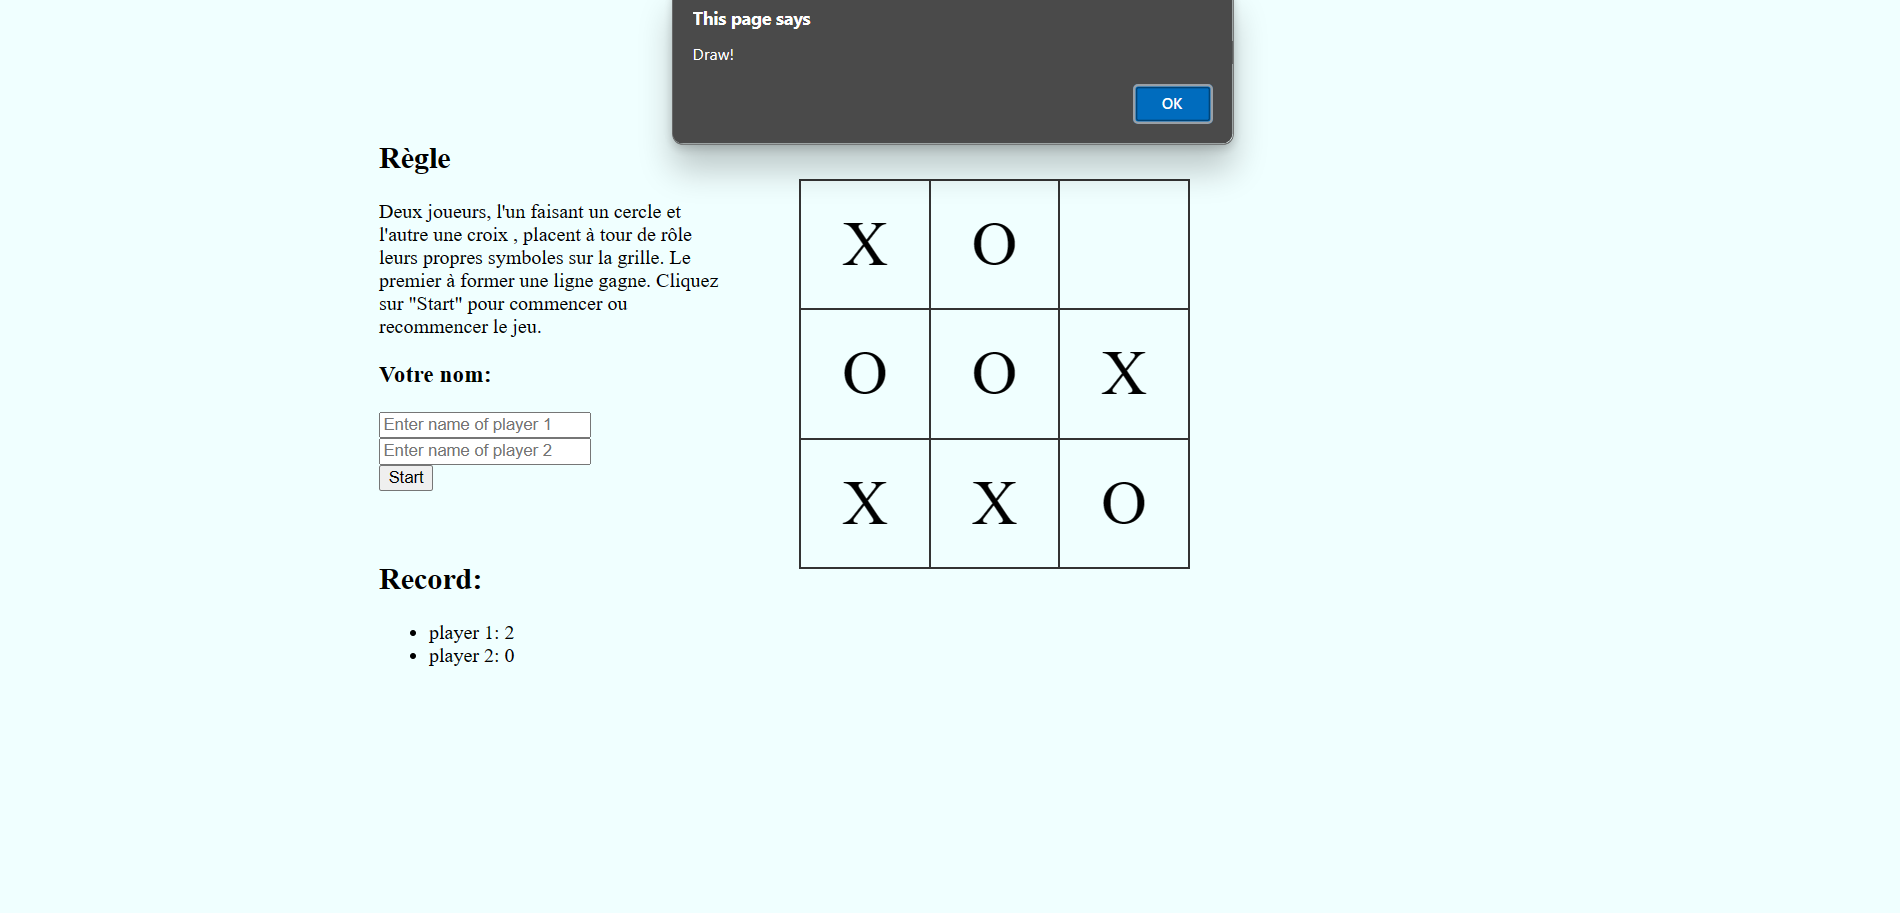 This page says
Draw!
OK
Règle
Deux joueurs, l'un faisant un cercle et
l'autre une croix , placent à tour de rôle
leurs propres symboles sur la grille. Le
premier à former une ligne gagne. Cliquez
sur "Start" pour commencer ou
recommencer le jeu.
Votre nom:
Enter name of player 1
Enter name of player 2
Start
Record:
• player 1: 2
• player 2: 0
X O
O O X
X X O